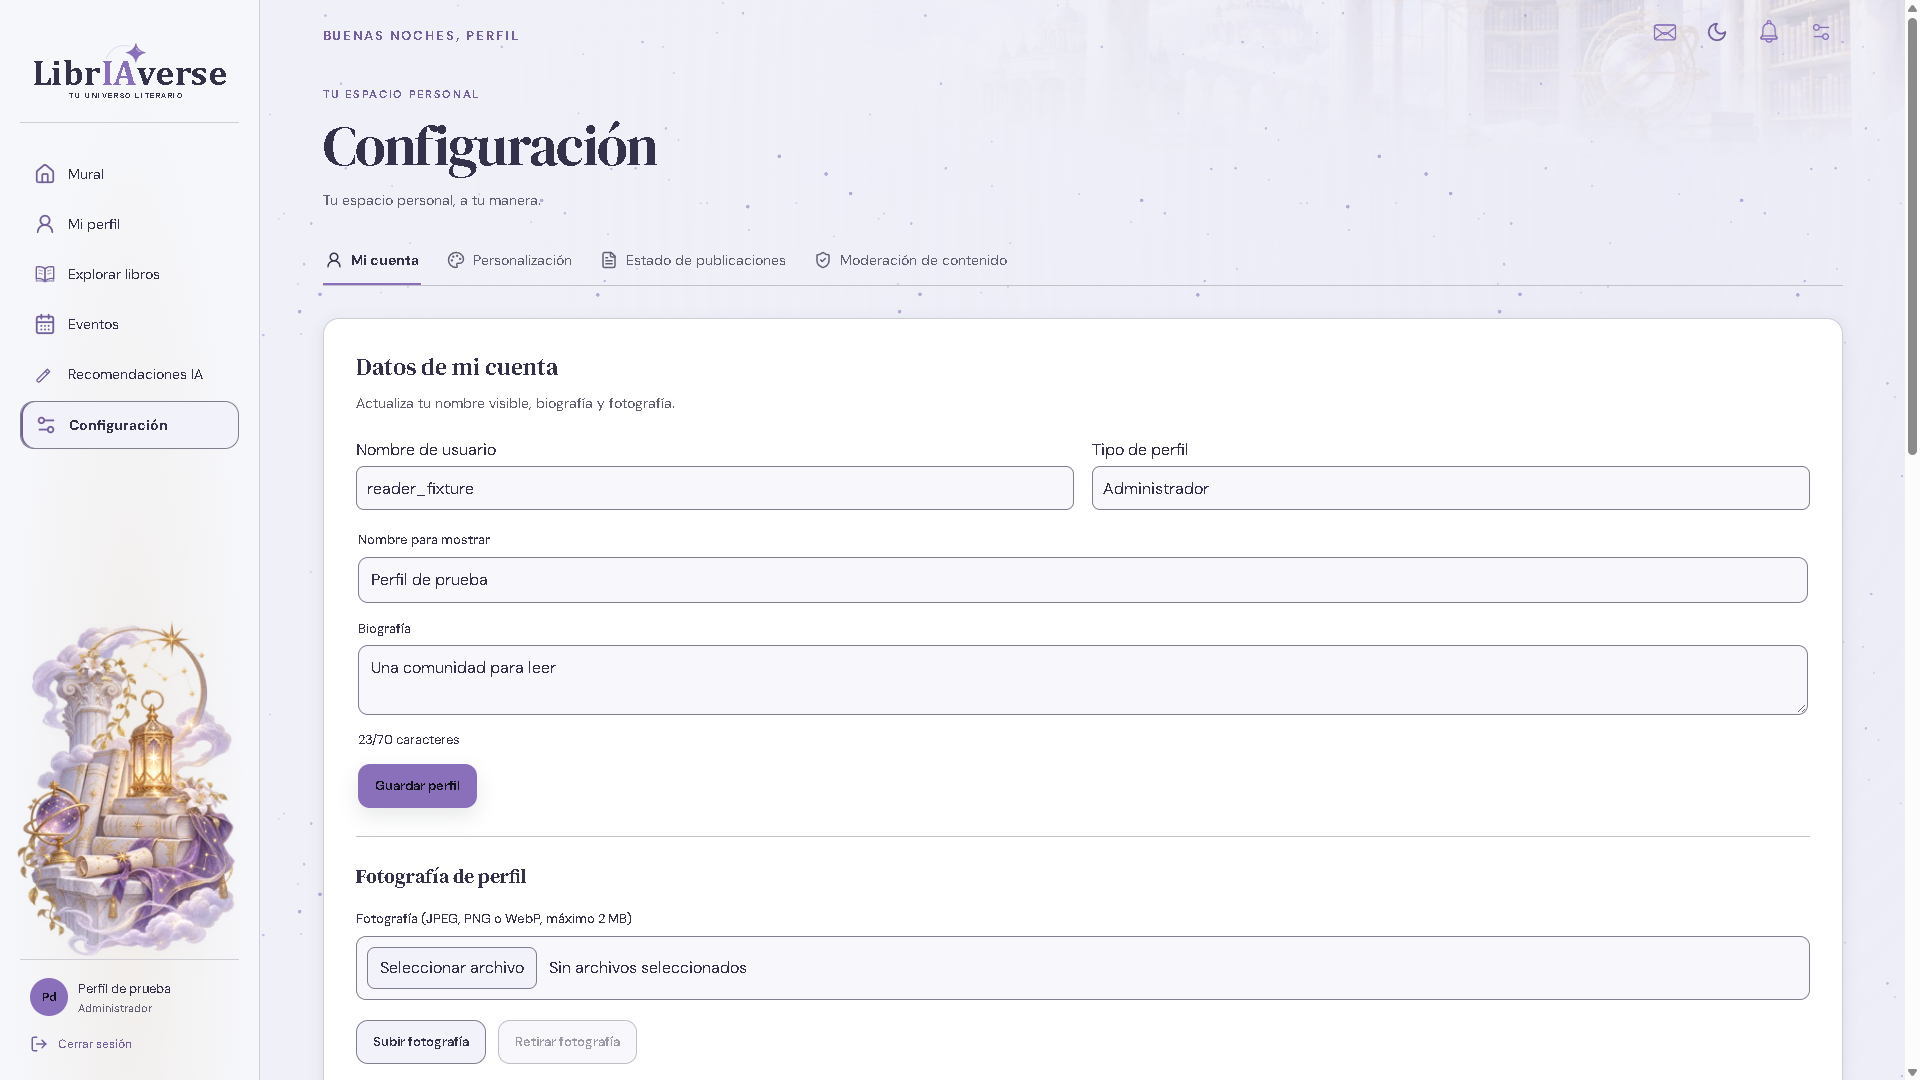 LibrIAverse
TU UNIVERSO LITERARIO
Mural
Mi perfil
Explorar libros
Eventos
Recomendaciones IA
Configuración
Perfil de prueba
Pd
Administrador
Cerrar sesión
BUENAS NOCHES, PERFIL
TU ESPACIO PERSONAL
Configuración
Tu espacio personal, a tu manera.
Mi cuenta
Personalización
Estado de publicaciones
Moderación de contenido
Datos de mi cuenta
Actualiza tu nombre visible, biografía y fotografía.
Nombre de usuario
reader_fixture
Tipo de perfil
Administrador
Nombre para mostrar
Perfil de prueba
Biografía
Una comunidad para leer
23/70 caracteres
Guardar perfil
Fotografía de perfil
Fotografía (JPEG, PNG o WebP, máximo 2 MB)
Seleccionar archivo Sin archivos seleccionados
Subir fotografía
Retirar fotografía